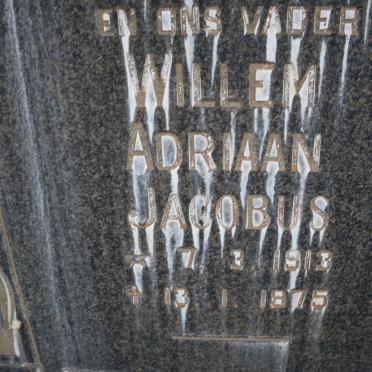 EN ONS VADER
WILLEM
ADRIAAN
JACOBUS
* 7 3 1913
+ 13 1 1975